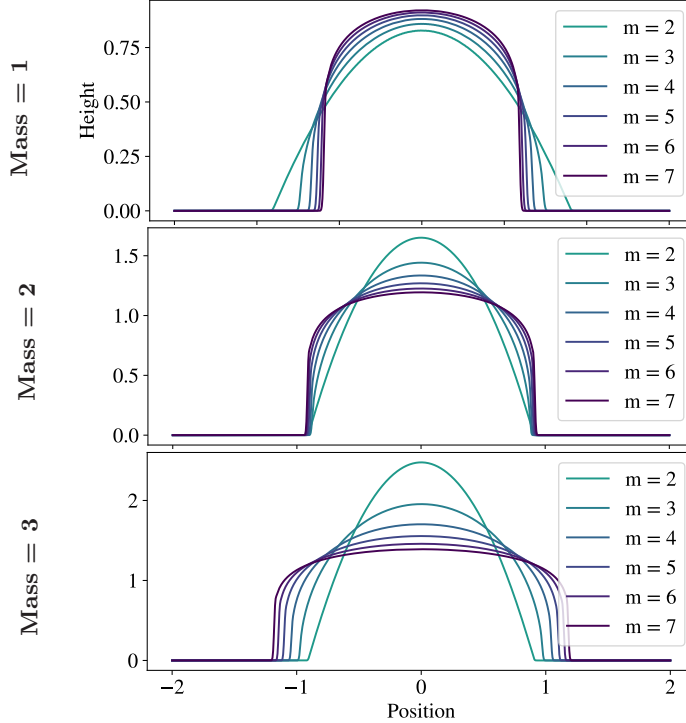 Mass = 1
Height
0.75
0.50
0.25
0.00
m = 2
m = 3
m = 4
m = 5
m = 6
m = 7
Mass = 2
1.5
1.0
0.5
0.0
m = 2
m = 3
m = 4
m = 5
m = 6
m = 7
Mass = 3
2
1
0
m = 2
m = 3
m = 4
m = 5
m = 6
m = 7
−2 −1 0 1 2
Position